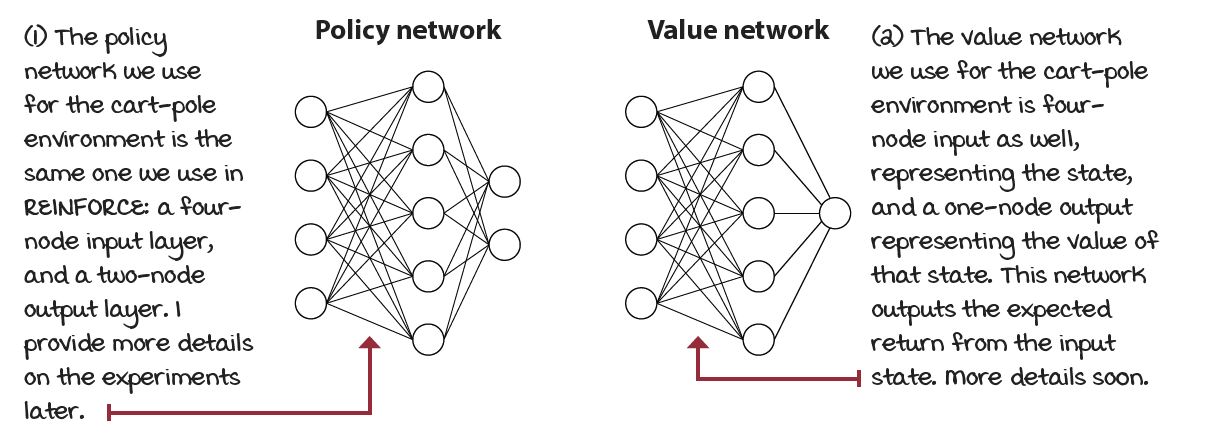 Policy network
Value network
(1) The policy
network we use
for the cart-pole
environment is the
same one we use in
REINFORCE: a four-
node input layer,
and a two-node
output layer. I
provide more details
on the experiments
later.
(2) The value network
we use for the cart-pole
environment is four-
node input as well,
representing the state,
and a one-node output
representing the value of
that state. This network
outputs the expected
return from the input
state. More details soon.